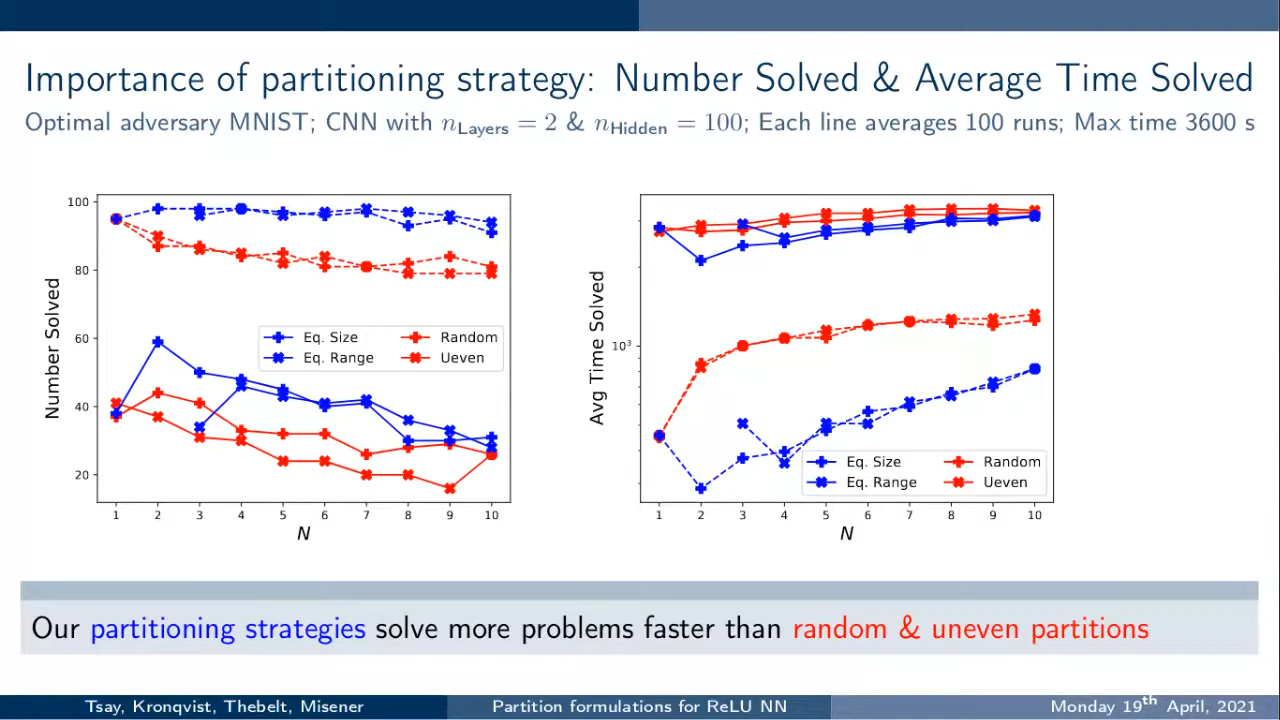 Importance of partitioning strategy: Number Solved & Average Time Solved
Optimal adversary MNIST; CNN with nLayers = 2 & nHidden = 100; Each line averages 100 runs; Max time 3600 s
100
80
60
40
20
Number Solved
Eq. Size
Random
Eq. Range
Ueven
1 2 3 4 5 6 7 8 9 10
N
10³
Avg Time Solved
Eq. Size
Random
Eq. Range
Ueven
1 2 3 4 5 6 7 8 9 10
N
Our partitioning strategies solve more problems faster than random & uneven partitions
Tsay, Kronqvist, Thebelt, Misener
Partition formulations for ReLU NN
Monday 19th April, 2021